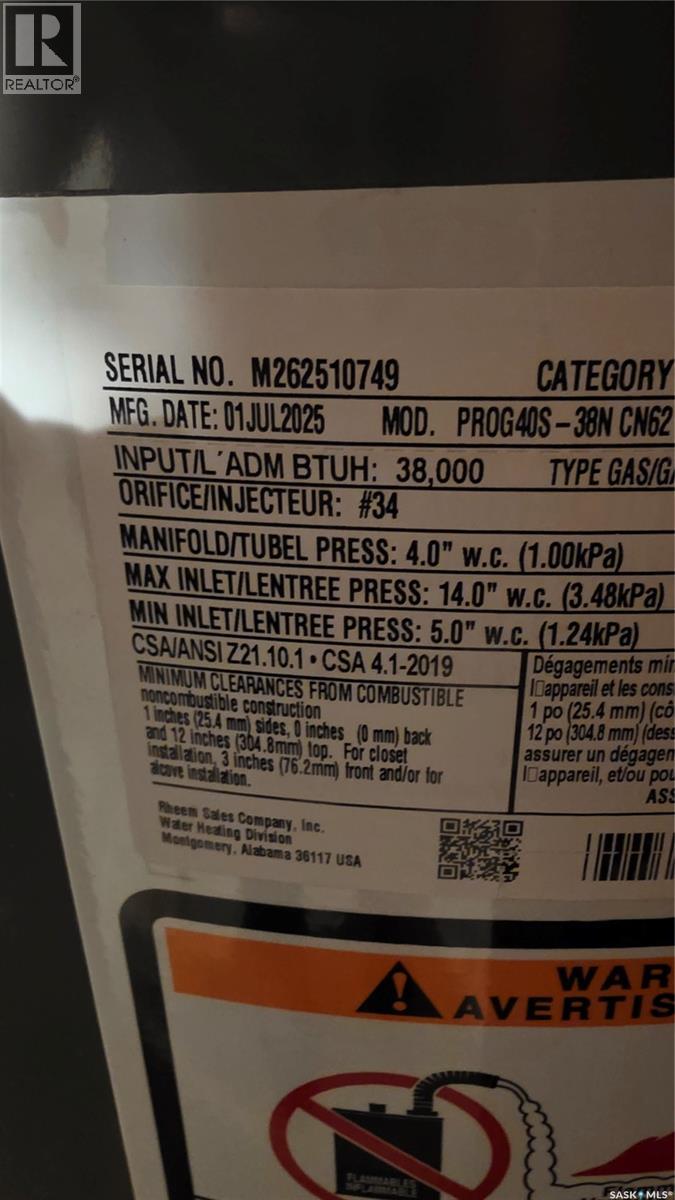 REALTOR®
SERIAL NO. M262510749 CATEGORY
MFG. DATE: 01JUL2025 MOD. PROG40S-38N CN62
INPUT/L´ADM BTUH: 38,000 TYPE GAS/GA
ORIFICE/INJECTEUR: #34
MANIFOLD/TUBEL PRESS: 4.0" w.c. (1.00kPa)
MAX INLET/LENTREE PRESS: 14.0" w.c. (3.48kPa)
MIN INLET/LENTREE PRESS: 5.0" w.c. (1.24kPa)
CSA/ANSI Z21.10.1 • CSA 4.1-2019
MINIMUM CLEARANCES FROM COMBUSTIBLE
noncombustible construction
1 inches (25.4 mm) sides, 0 inches (0 mm) back
and 12 inches (304.8mm) top. For closet
installation, 3 inches (76.2mm) front and/or for
alcove installation.
Dégagements min
l□appareil et les cons
1 po (25.4 mm) (cô
12 po (304.8 mm) (dess
assurer un dégagen
l□appareil, et/ou pou
ASS
Rheem Sales Company, Inc.
Water Heating Division
Montgomery, Alabama 36117 USA
WAR
AVERTIS
FLAMMABLES
INFLAMMABLE
SASK MLS®